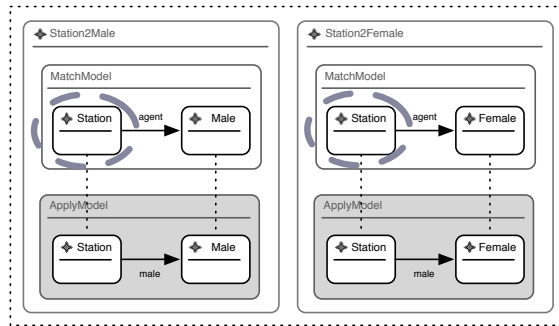 Station2Male
MatchModel
Station
agent
Male
ApplyModel
Station
male
Male
Station2Female
MatchModel
Station
agent
Female
ApplyModel
Station
male
Female